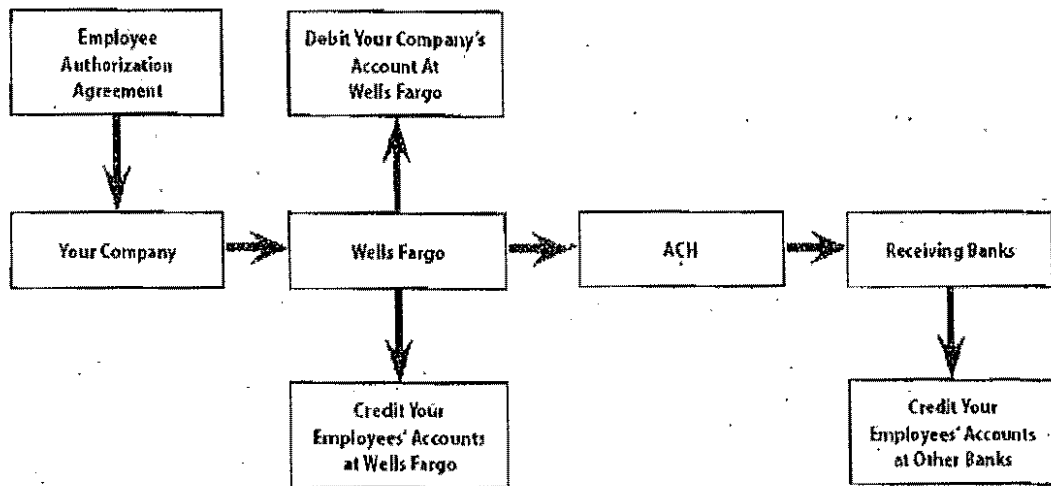 Employee
Authorization
Agreement
Debit Your Company's
Account At
Wells Fargo
Your Company
Wells Fargo
ACH
Receiving Banks
Credit Your
Employees' Accounts
at Wells Fargo
Credit Your
Employees' Accounts
at Other Banks